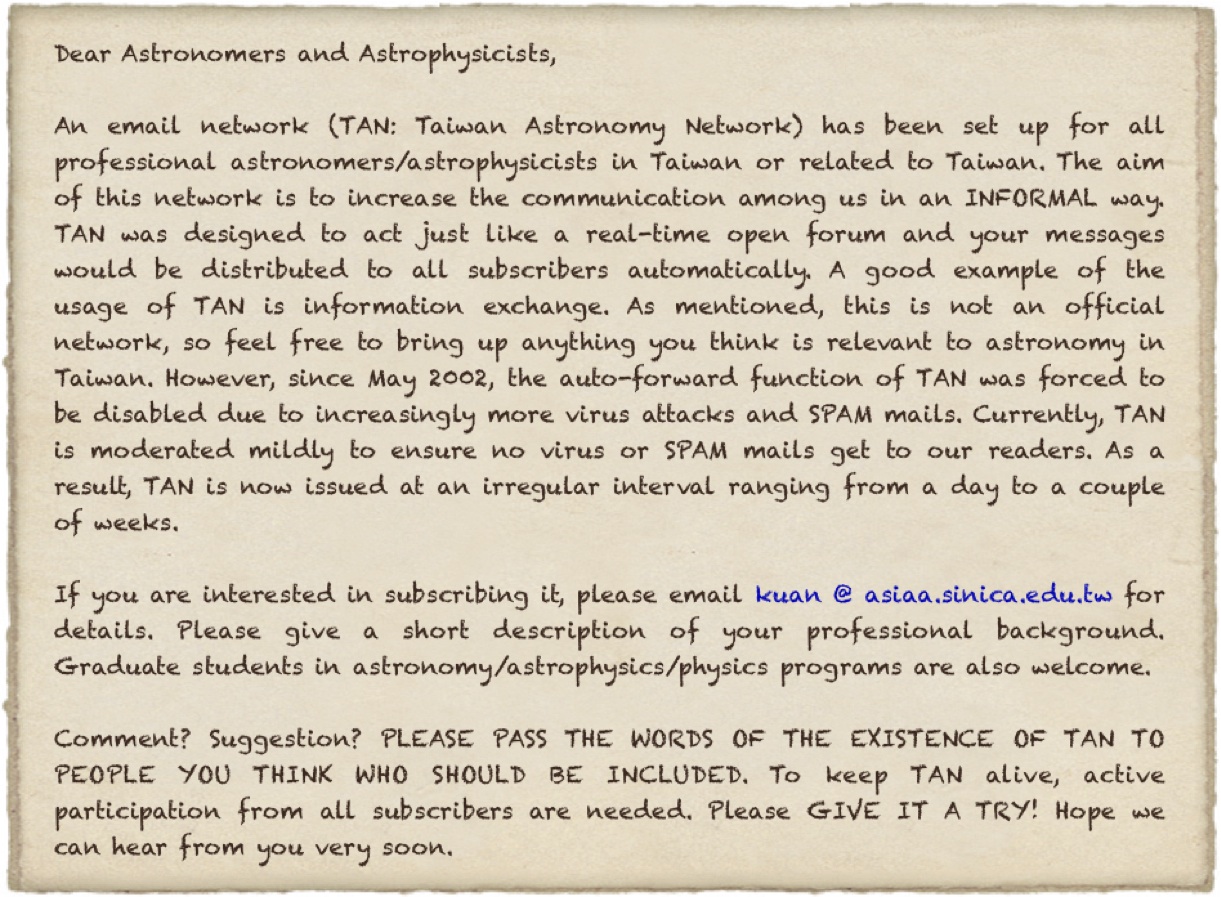 Dear Astronomers and Astrophysicists,
An email network (TAN: Taiwan Astronomy Network) has been set up for all
professional astronomers/astrophysicists in Taiwan or related to Taiwan. The aim
of this network is to increase the communication among us in an INFORMAL way.
TAN was designed to act just like a real-time open forum and your messages
would be distributed to all subscribers automatically. A good example of the
usage of TAN is information exchange. As mentioned, this is not an official
network, so feel free to bring up anything you think is relevant to astronomy in
Taiwan. However, since May 2002, the auto-forward function of TAN was forced to
be disabled due to increasingly more virus attacks and SPAM mails. Currently, TAN
is moderated mildly to ensure no virus or SPAM mails get to our readers. As a
result, TAN is now issued at an irregular interval ranging from a day to a couple
of weeks.
If you are interested in subscribing it, please email kuan @ asiaa.sinica.edu.tw for
details. Please give a short description of your professional background.
Graduate students in astronomy/astrophysics/physics programs are also welcome.
Comment? Suggestion? PLEASE PASS THE WORDS OF THE EXISTENCE OF TAN TO
PEOPLE YOU THINK WHO SHOULD BE INCLUDED. To keep TAN alive, active
participation from all subscribers are needed. Please GIVE IT A TRY! Hope we
can hear from you very soon.